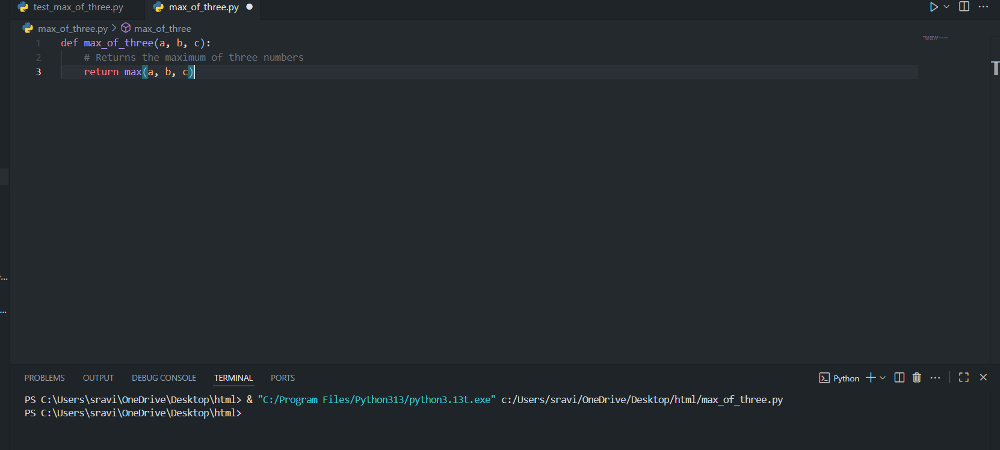 test_max_of_three.py max_of_three.py
max_of_three.py > max_of_three
1 def max_of_three(a, b, c):
2 # Returns the maximum of three numbers
3 return max(a, b, c)
PROBLEMS OUTPUT DEBUG CONSOLE TERMINAL PORTS Python
PS C:\Users\sravi\OneDrive\Desktop\html> & "C:/Program Files/Python313/python3.13t.exe" c:/Users/sravi/OneDrive/Desktop/html/max_of_three.py
PS C:\Users\sravi\OneDrive\Desktop\html>